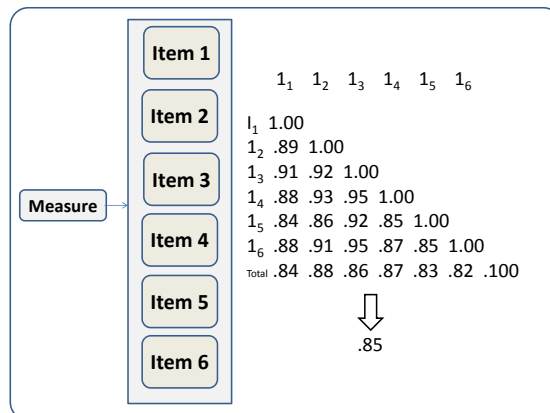 Measure
Item 1
Item 2
Item 3
Item 4
Item 5
Item 6
1₁ 1₂ 1₃ 1₄ 1₅ 1₆
I₁ 1.00
1₂ .89 1.00
1₃ .91 .92 1.00
1₄ .88 .93 .95 1.00
1₅ .84 .86 .92 .85 1.00
1₆ .88 .91 .95 .87 .85 1.00
Total .84 .88 .86 .87 .83 .82 .100
.85